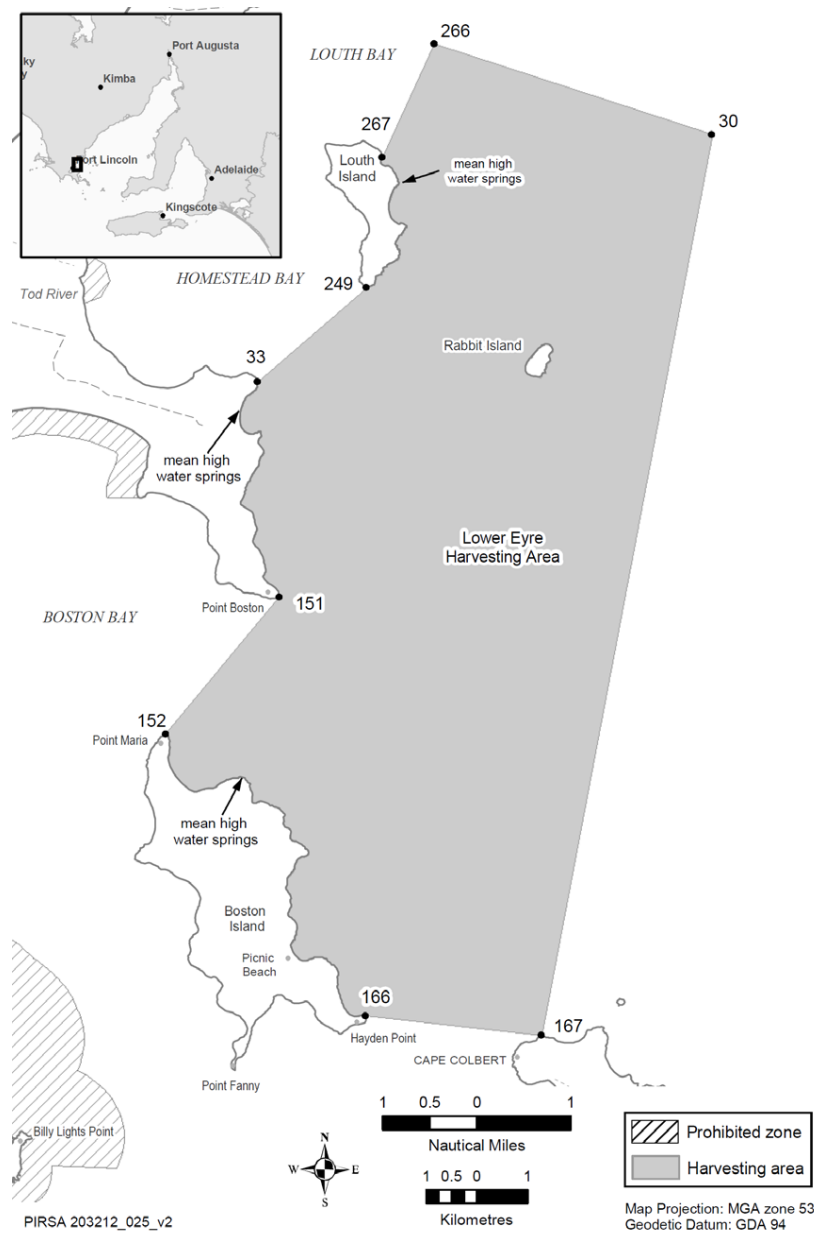 266
Port Augusta
LOUTH BAY
ky
y
Kimba
30
267
Louth
Island
mean high
water springs
ort Lincoln
Adelaide
Kingscote
HOMESTEAD BAY
249
Tod River
Rabbit Island
33
mean high
water springs
Lower Eyre
Harvesting Area
Point Boston
151
BOSTON BAY
152
Point Maria
mean high
water springs
Boston
Island
Picnic
Beach
166
167
Hayden Point
CAPE COLBERT
Point Fanny
1 0.5 0 1
Nautical Miles
Billy Lights Point
Prohibited zone
Harvesting area
N
W E
S
1 0.5 0 1
Kilometres
Map Projection: MGA zone 53
Geodetic Datum: GDA 94
PIRSA 203212_025_v2